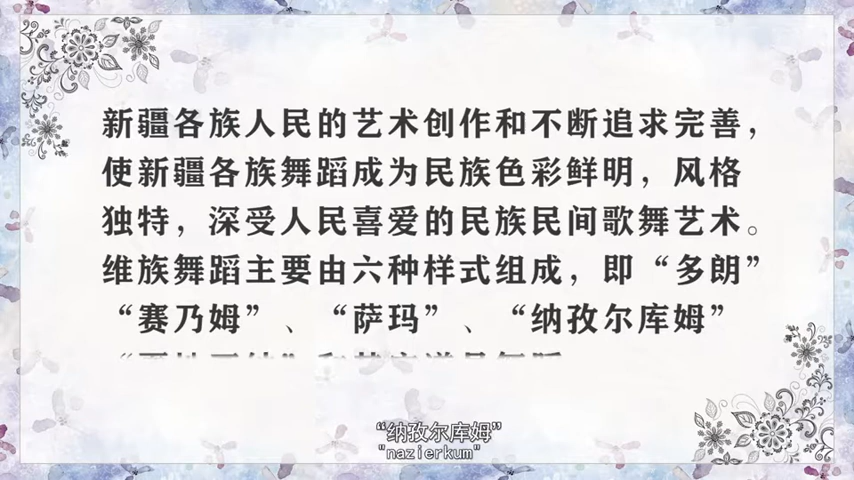 新疆各族人民的艺术创作和不断追求完善，
使新疆各族舞蹈成为民族色彩鲜明，风格
独特，深受人民喜爱的民族民间歌舞艺术。
维族舞蹈主要由六种样式组成，即“多朗”
“赛乃姆”、“萨玛”、“纳孜尔库姆”
“纳孜尔库姆”
"nazierkum"